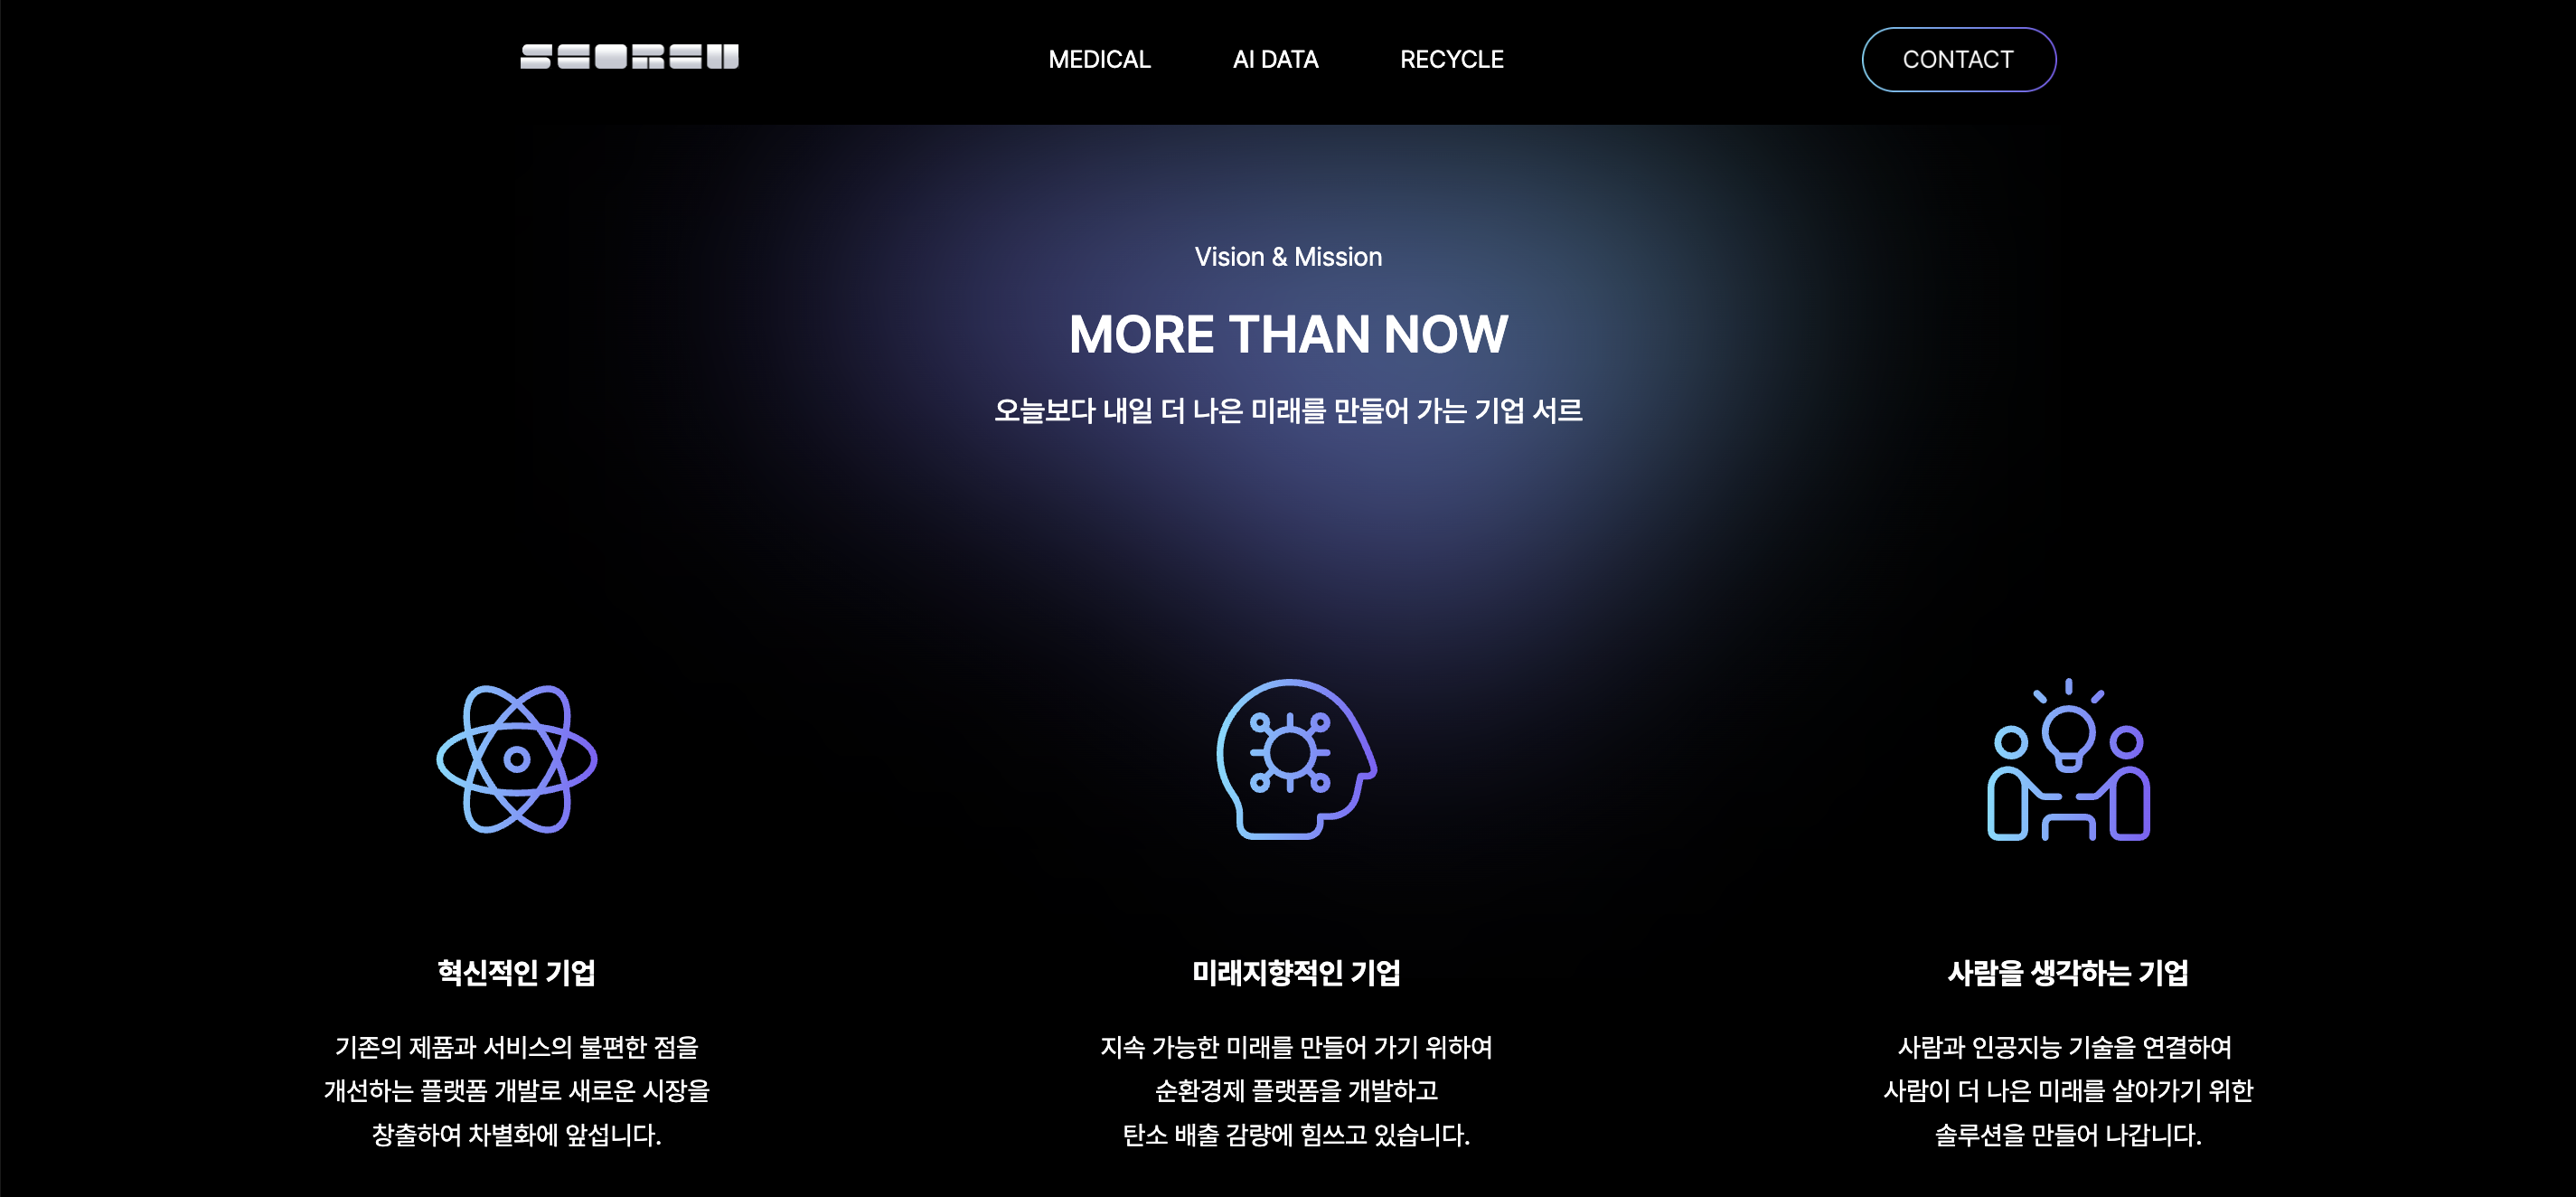 SEOREU
MEDICAL
AI DATA
RECYCLE
CONTACT
Vision & Mission
MORE THAN NOW
오늘보다 내일 더 나은 미래를 만들어 가는 기업 서르
혁신적인 기업
기존의 제품과 서비스의 불편한 점을
개선하는 플랫폼 개발로 새로운 시장을
창출하여 차별화에 앞섭니다.
미래지향적인 기업
지속 가능한 미래를 만들어 가기 위하여
순환경제 플랫폼을 개발하고
탄소 배출 감량에 힘쓰고 있습니다.
사람을 생각하는 기업
사람과 인공지능 기술을 연결하여
사람이 더 나은 미래를 살아가기 위한
솔루션을 만들어 나갑니다.